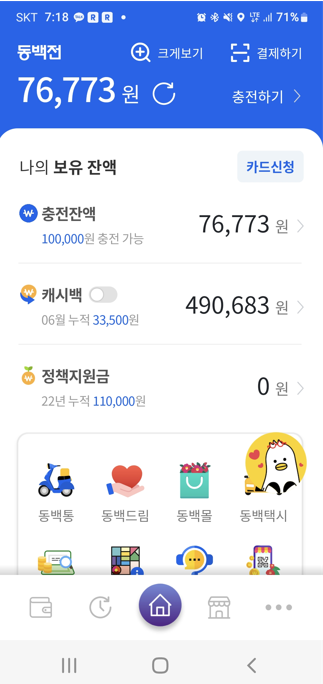 SKT 7:18 R R • LTE 71%
동백전 크게보기 결제하기
76,773 원 충전하기
나의 보유 잔액 카드신청
충전잔액 76,773 원
100,000원 충전 가능
캐시백 490,683 원
06월 누적 33,500원
정책지원금 0 원
22년 누적 110,000원
동백통 동백드림 동백몰 동백택시